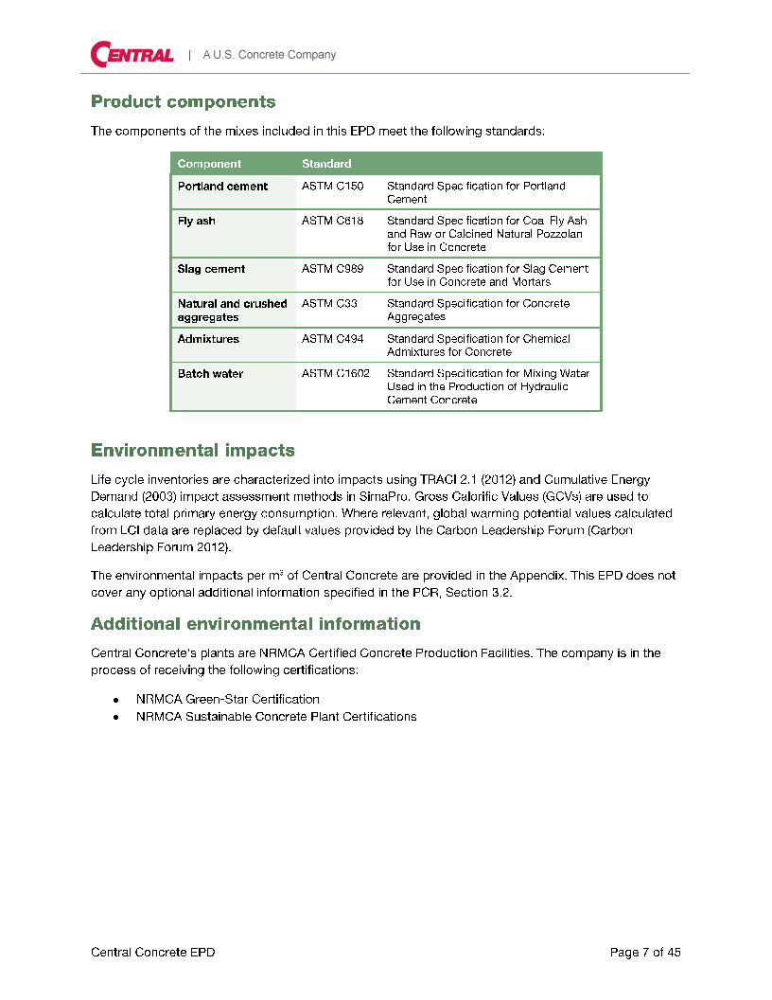 CENTRAL | A U.S. Concrete Company
Product components
The components of the mixes included in this EPD meet the following standards:
Component Standard
Portland cement ASTM C150 Standard Specification for Portland
Cement
Fly ash ASTM C618 Standard Specification for Coal Fly Ash
and Raw or Calcined Natural Pozzolan
for Use in Concrete
Slag cement ASTM C989 Standard Specification for Slag Cement
for Use in Concrete and Mortars
Natural and crushed ASTM C33 Standard Specification for Concrete
aggregates Aggregates
Admixtures ASTM C494 Standard Specification for Chemical
Admixtures for Concrete
Batch water ASTM C1602 Standard Specification for Mixing Water
Used in the Production of Hydraulic
Cement Concrete
Environmental impacts
Life cycle inventories are characterized into impacts using TRACI 2.1 (2012) and Cumulative Energy
Demand (2003) impact assessment methods in SimaPro. Gross Calorific Values (GCVs) are used to
calculate total primary energy consumption. Where relevant, global warming potential values calculated
from LCI data are replaced by default values provided by the Carbon Leadership Forum (Carbon
Leadership Forum 2012).
The environmental impacts per m³ of Central Concrete are provided in the Appendix. This EPD does not
cover any optional additional information specified in the PCR, Section 3.2.
Additional environmental information
Central Concrete's plants are NRMCA Certified Concrete Production Facilities. The company is in the
process of receiving the following certifications:
• NRMCA Green-Star Certification
• NRMCA Sustainable Concrete Plant Certifications
Central Concrete EPD Page 7 of 45